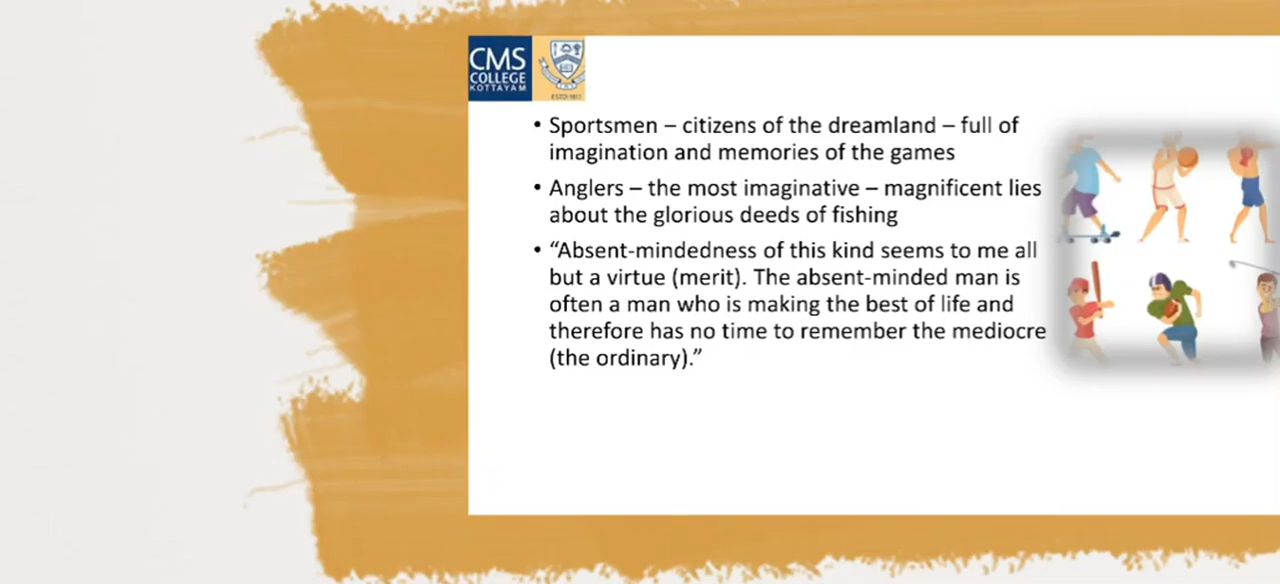 CMS
COLLEGE
KOTTAYAM
• Sportsmen – citizens of the dreamland – full of
imagination and memories of the games
• Anglers – the most imaginative – magnificent lies
about the glorious deeds of fishing
• “Absent-mindedness of this kind seems to me all
but a virtue (merit). The absent-minded man is
often a man who is making the best of life and
therefore has no time to remember the mediocre
(the ordinary).”